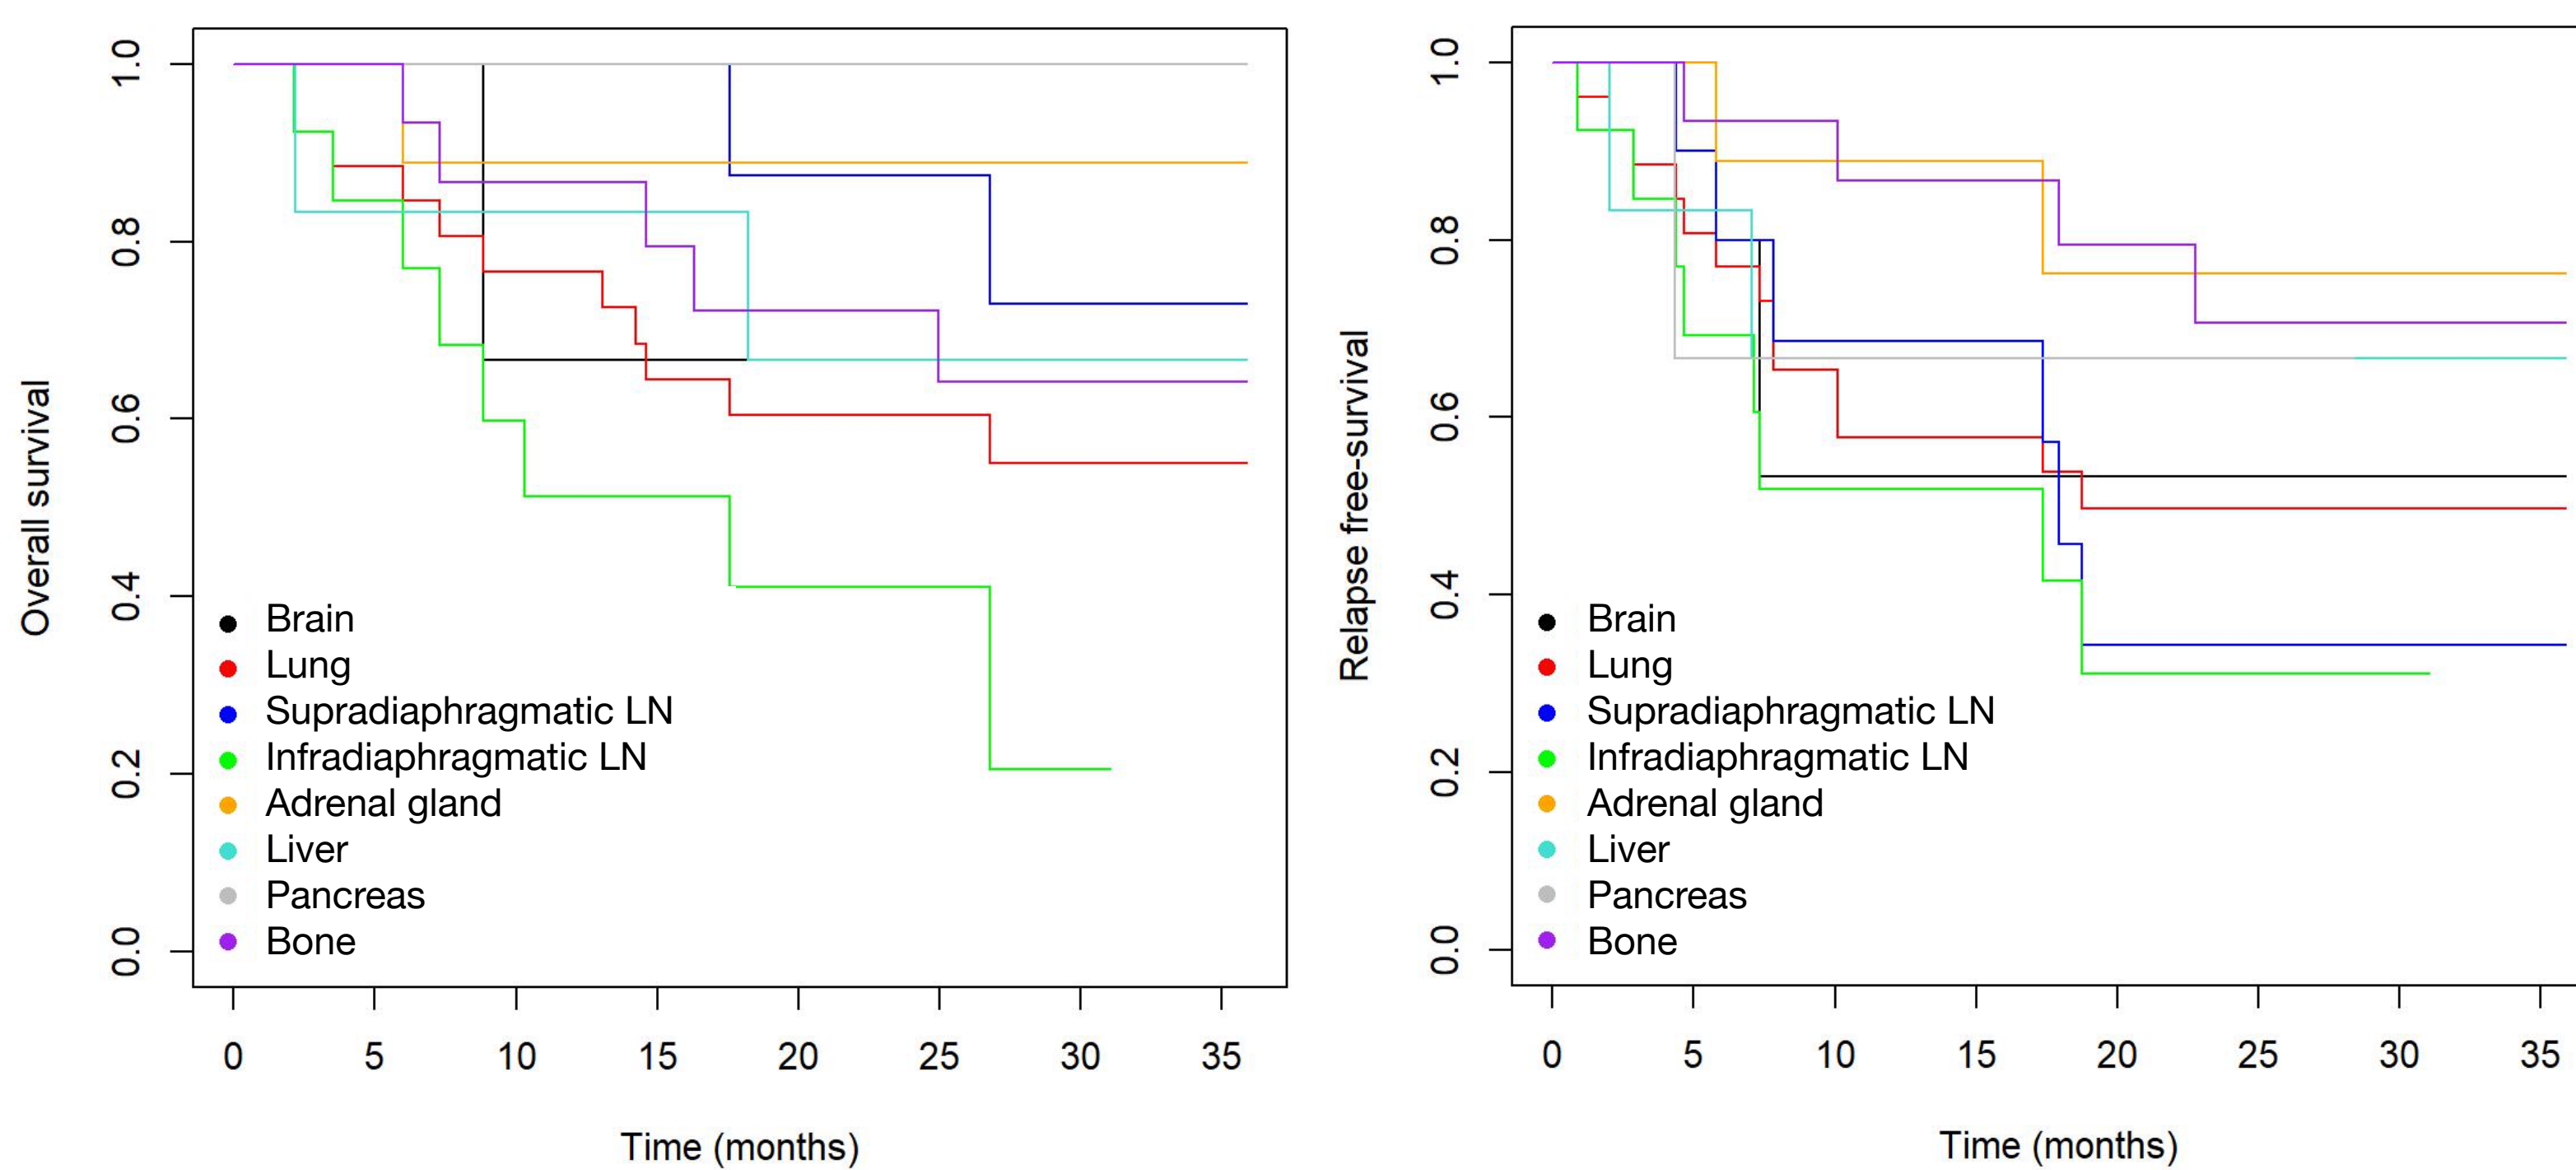 Overall survival
1.0
0.8
0.6
0.4
0.2
0.0
Brain
Lung
Supradiaphragmatic LN
Infradiaphragmatic LN
Adrenal gland
Liver
Pancreas
Bone
0 5 10 15 20 25 30 35
Time (months)
Relapse free-survival
1.0
0.8
0.6
0.4
0.2
0.0
Brain
Lung
Supradiaphragmatic LN
Infradiaphragmatic LN
Adrenal gland
Liver
Pancreas
Bone
0 5 10 15 20 25 30 35
Time (months)